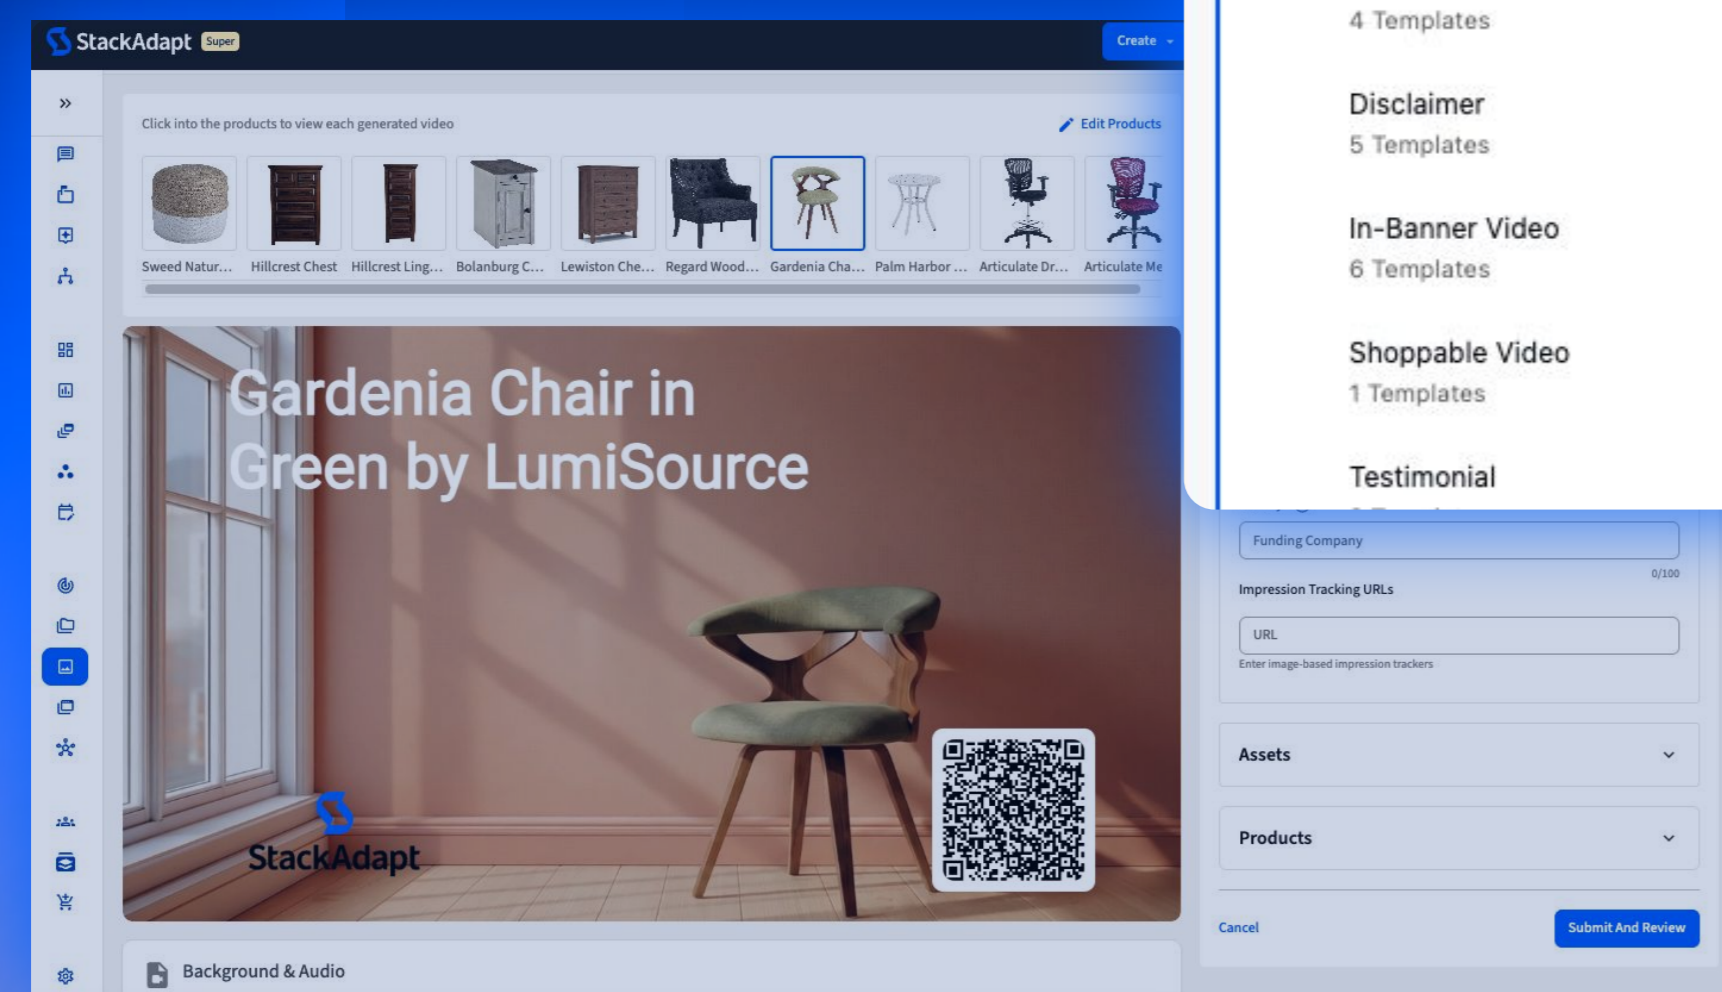 StackAdapt Super
Create
4 Templates
Disclaimer
5 Templates
In-Banner Video
6 Templates
Shoppable Video
1 Templates
Testimonial
Click into the products to view each generated video
Edit Products
Sweed Natur...
Hillcrest Chest
Hillcrest Ling...
Bolanburg C...
Lewiston Che...
Regard Wood...
Gardenia Cha...
Palm Harbor ...
Articulate Dr...
Articulate Me
Gardenia Chair in
Green by LumiSource
StackAdapt
Background & Audio
Funding Company
0/100
Impression Tracking URLs
URL
Enter image-based impression trackers
Assets
Products
Cancel
Submit And Review